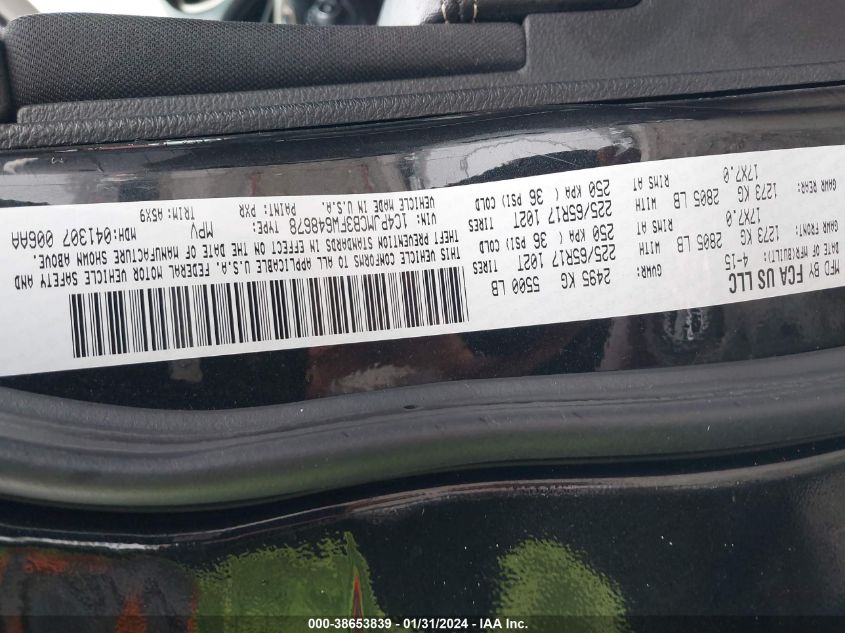 MFD BY FCA US LLC
DATE OF MFR(BUILT): 4-15 GVWR: 2495 KG 5500 LB
GAWR FRONT: WITH TIRES
1273 KG 2805 LB 225/65R17 102T
17X7.0 RIMS AT 250 KPA ( 36 PSI)COLD
GAWR REAR: WITH TIRES
1273 KG 2805 LB 225/65R17 102T
17X7.0 RIMS AT 250 KPA ( 36 PSI)COLD
THIS VEHICLE CONFORMS TO ALL APPLICABLE U.S.A. FEDERAL MOTOR VEHICLE SAFETY AND
THEFT PREVENTION STANDARDS IN EFFECT ON THE DATE OF MANUFACTURE SHOWN ABOVE.
VIN: 1C4PJMCB3FW648678 TYPE: MPV MDH:041307 006AA
VEHICLE MADE IN U.S.A. PAINT: PXR TRIM: A5X9
000-38653839 - 01/31/2024 - IAA Inc.